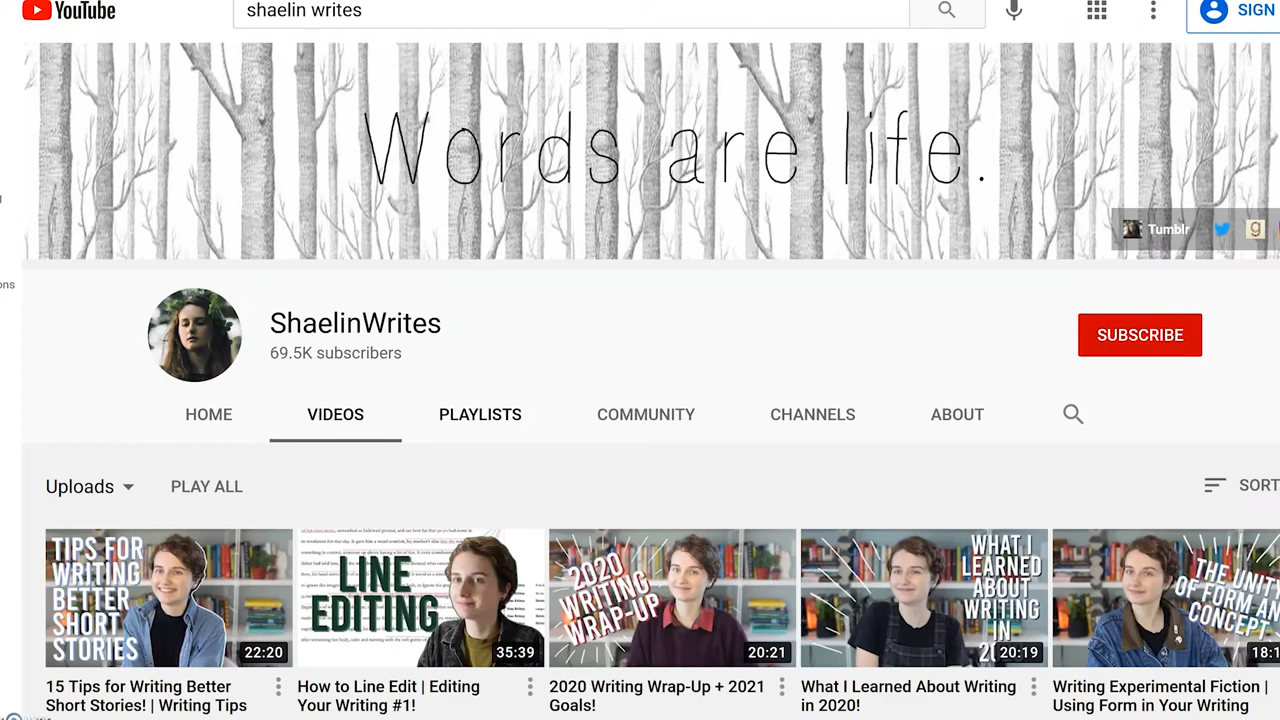 YouTube
shaelin writes
SIGN
Words are life.
Tumblr
ons
ShaelinWrites
69.5K subscribers
SUBSCRIBE
HOME
VIDEOS
PLAYLISTS
COMMUNITY
CHANNELS
ABOUT
Uploads
PLAY ALL
SORT
TIPS FOR
WRITING
BETTER
SHORT
STORIES
22:20
LINE
EDITING
35:39
2020
WRITING
WRAP-UP
20:21
WHAT I
LEARNED
ABOUT
WRITING
IN
20:19
THE UNITY
OF FORM AN
CONCEPT
18:1
15 Tips for Writing Better
Short Stories! | Writing Tips
How to Line Edit | Editing
Your Writing #1!
2020 Writing Wrap-Up + 2021
Goals!
What I Learned About Writing
in 2020!
Writing Experimental Fiction |
Using Form in Your Writing